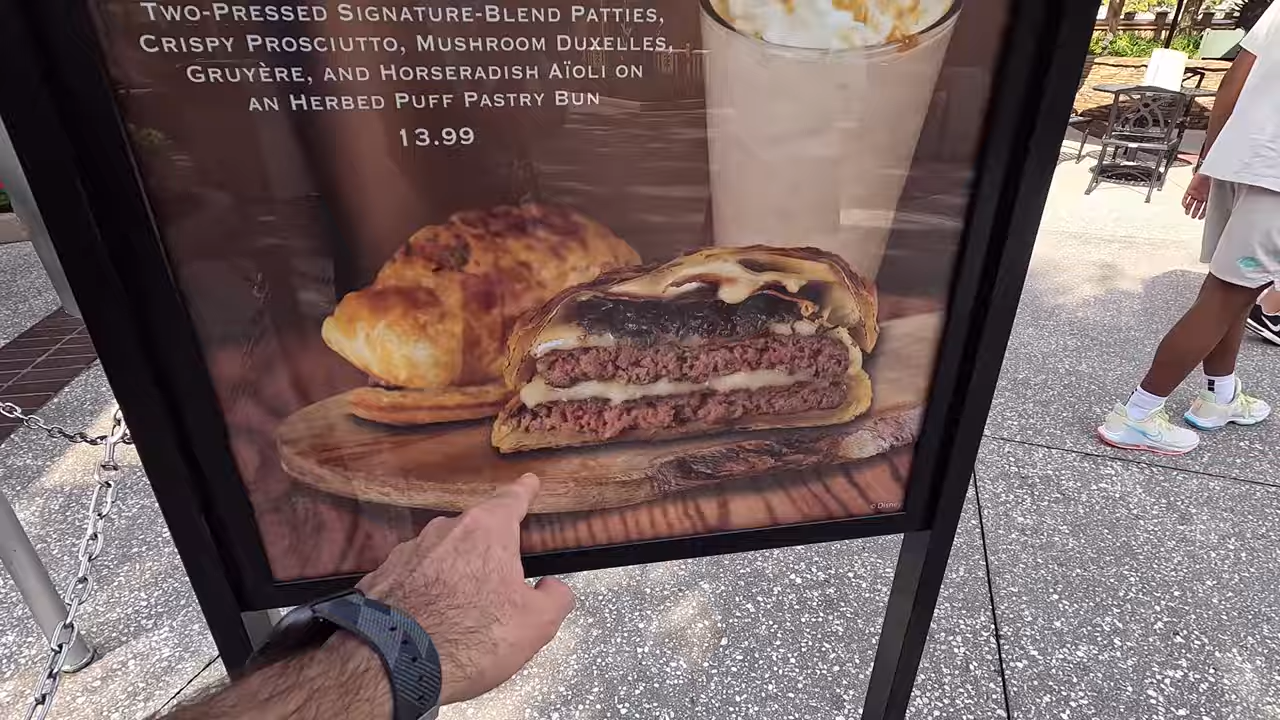 Two-Pressed Signature-Blend Patties,
Crispy Prosciutto, Mushroom Duxelles,
Gruyère, and Horseradish Aïoli on
an Herbed Puff Pastry Bun
13.99
© Disney